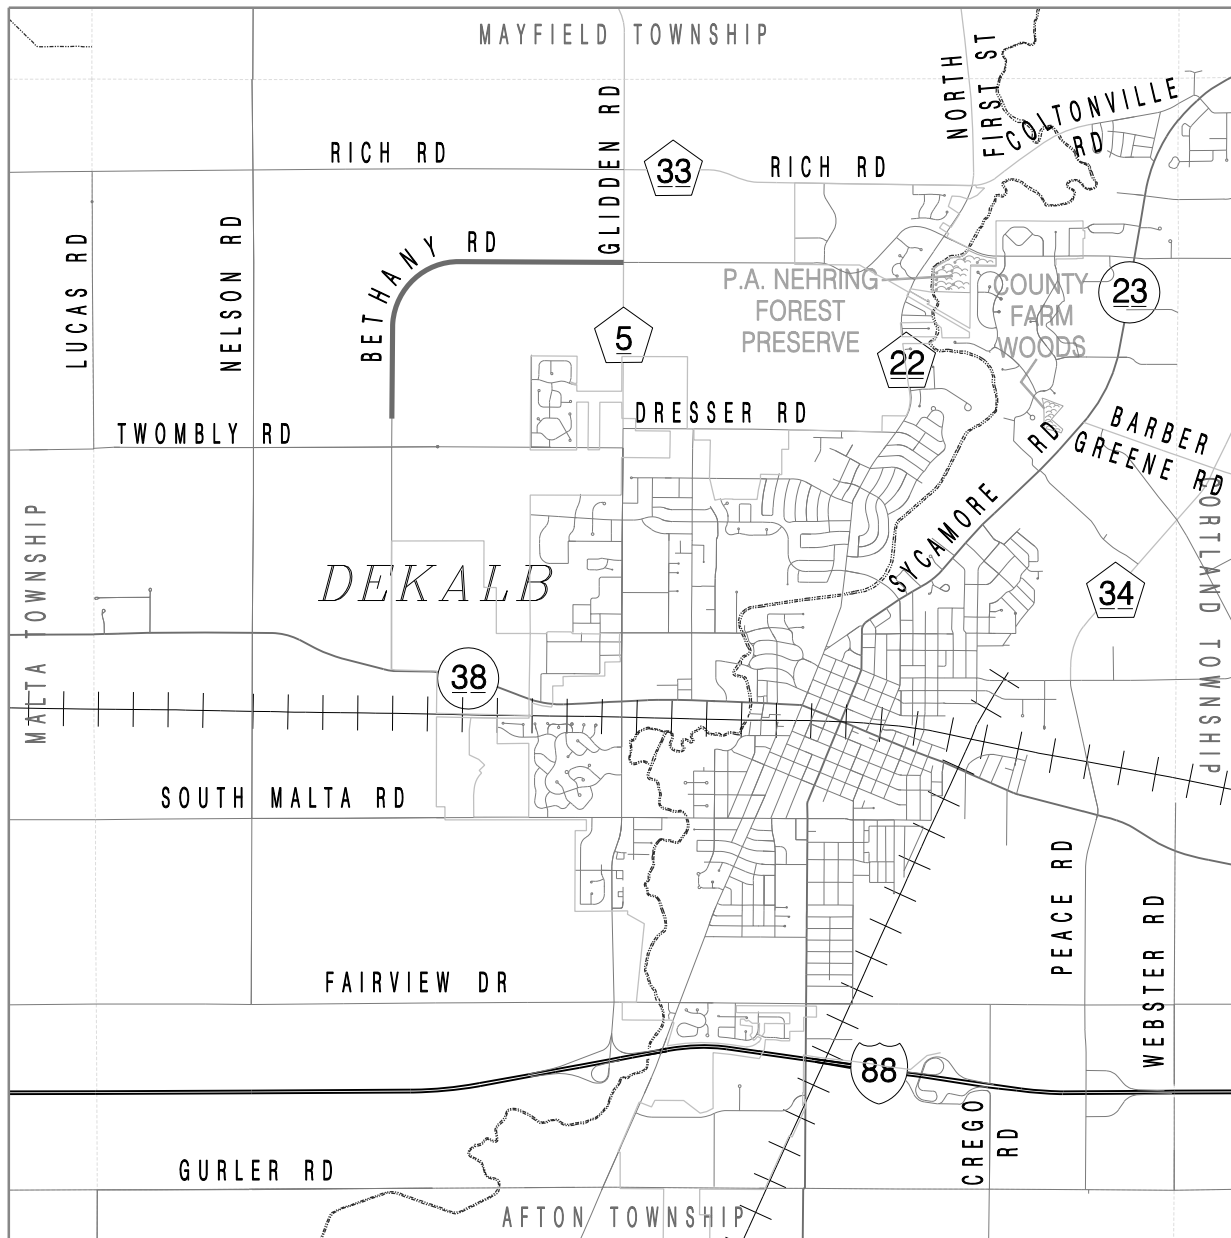 MAYFIELD TOWNSHIP
NORTH
FIRST ST
COLTONVILLE
RD
GLIDDEN RD
RICH RD
33
RICH RD
LUCAS RD
NELSON RD
BETHANY RD
P.A. NEHRING
FOREST
PRESERVE
COUNTY
FARM
WOODS
23
5
22
DRESSER RD
TWOMBLY RD
BARBER
GREENE RD
SYCAMORE RD
MALTA TOWNSHIP
CORTLAND TOWNSHIP
DEKALB
34
38
SOUTH MALTA RD
PEACE RD
WEBSTER RD
FAIRVIEW DR
88
CREGO
RD
GURLER RD
AFTON TOWNSHIP